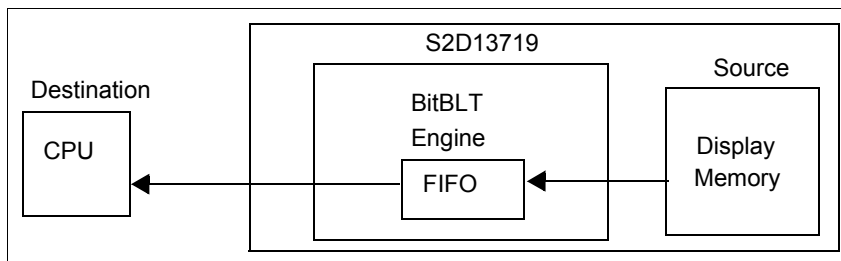 S2D13719
Source
Destination
BitBLT
Engine
CPU
FIFO
Display
Memory